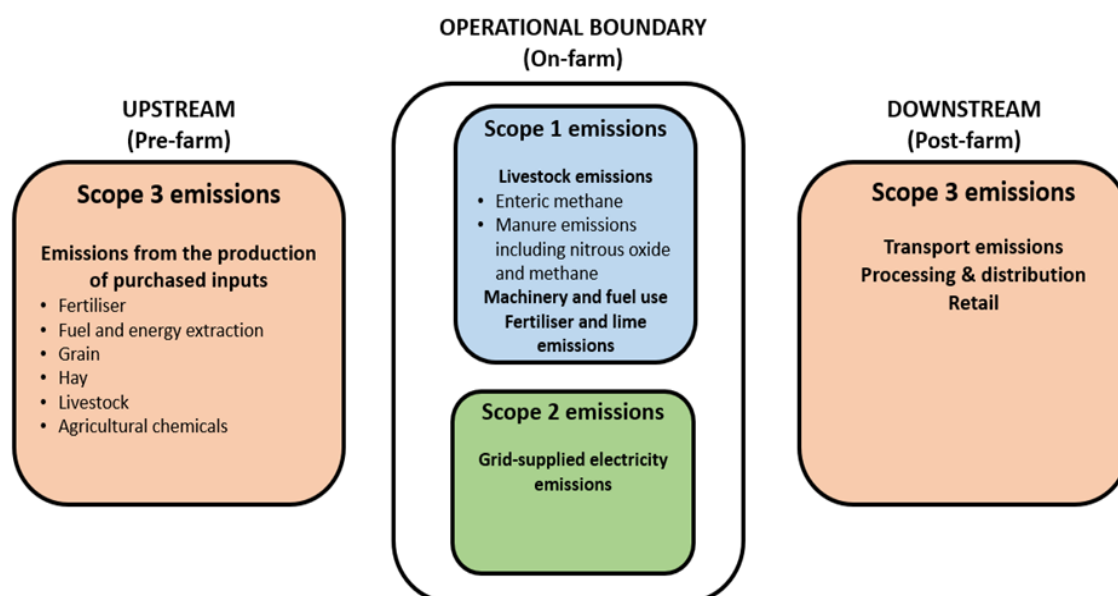 OPERATIONAL BOUNDARY
(On-farm)
UPSTREAM
(Pre-farm)
Scope 3 emissions
Emissions from the production
of purchased inputs
• Fertiliser
• Fuel and energy extraction
• Grain
• Hay
• Livestock
• Agricultural chemicals
Scope 1 emissions
Livestock emissions
• Enteric methane
• Manure emissions
including nitrous oxide
and methane
Machinery and fuel use
Fertiliser and lime
emissions
Scope 2 emissions
Grid-supplied electricity
emissions
DOWNSTREAM
(Post-farm)
Scope 3 emissions
Transport emissions
Processing & distribution
Retail